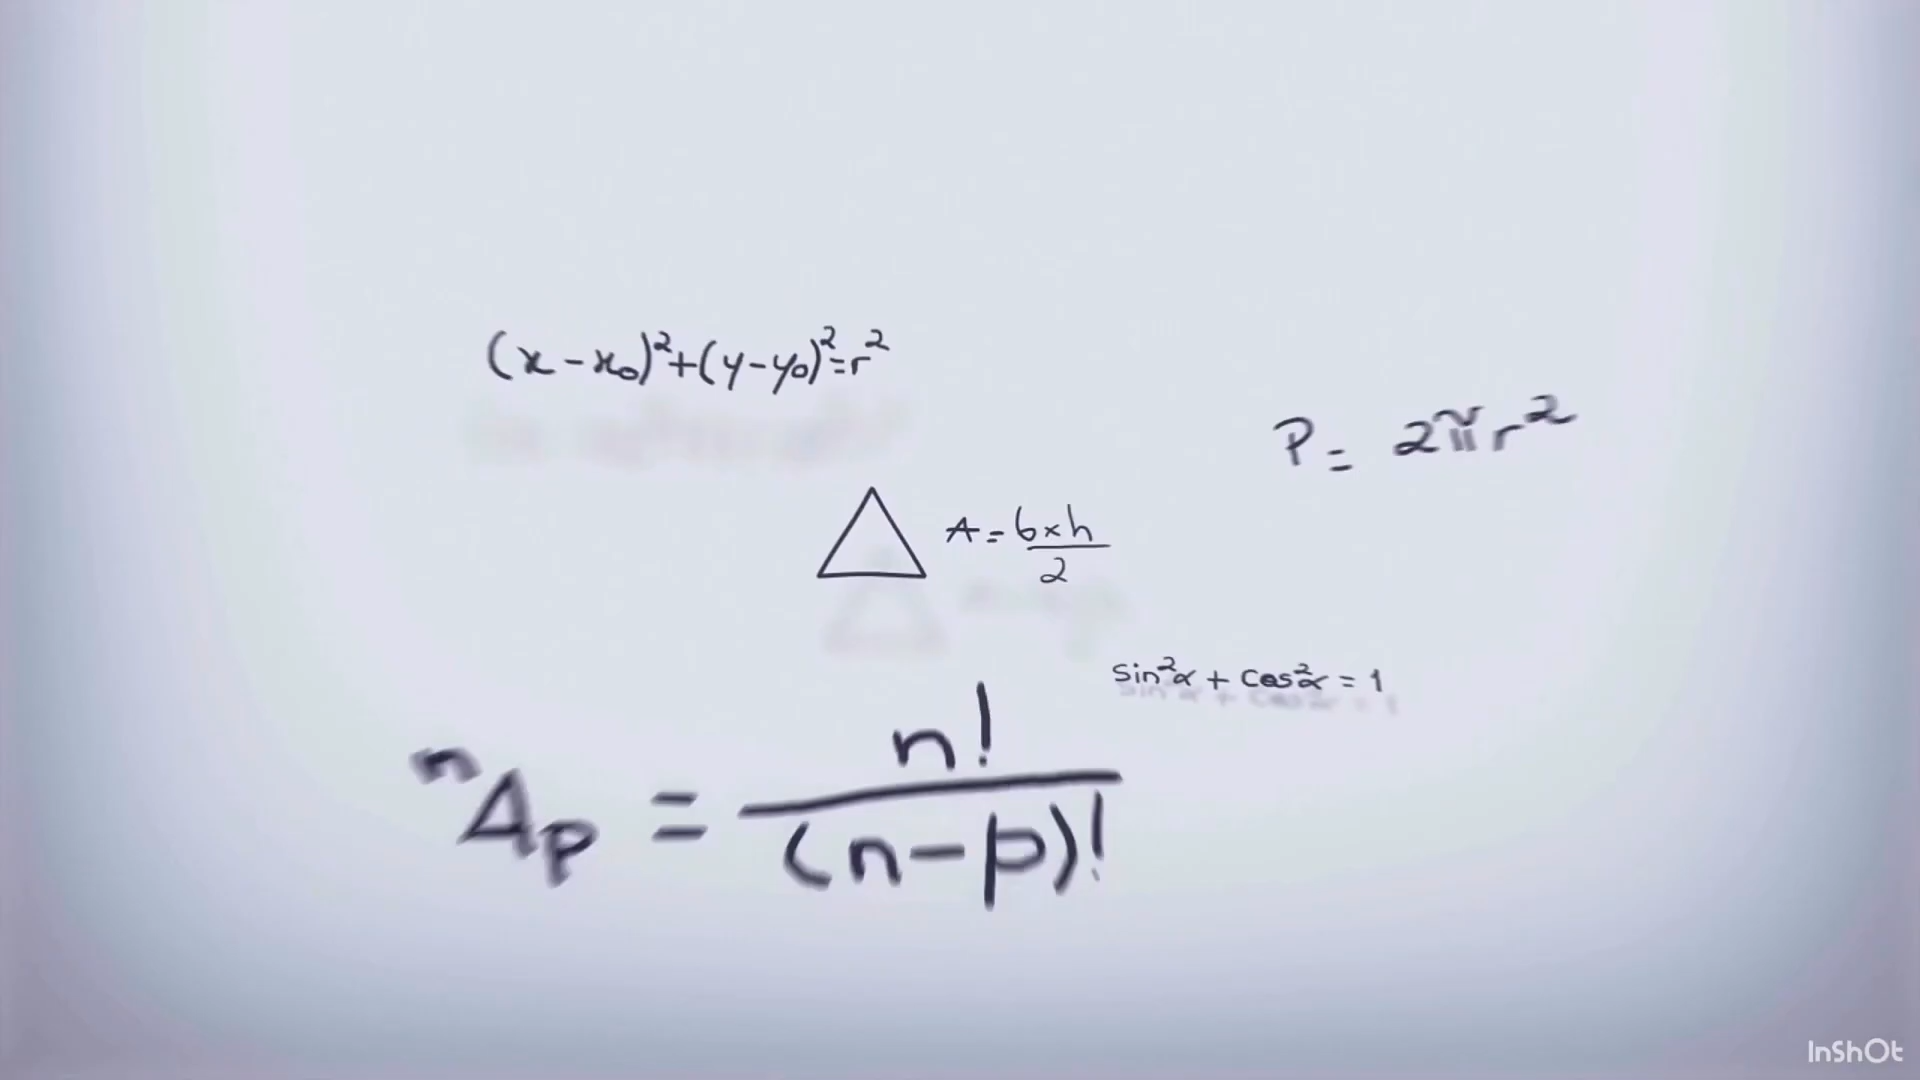 (x-x₀)²+(y-y₀)²=r²
P = 2πr²
A = b×h/2
sin²α + cos²α = 1
ⁿAₚ = n!/(n-p)!
InShOt